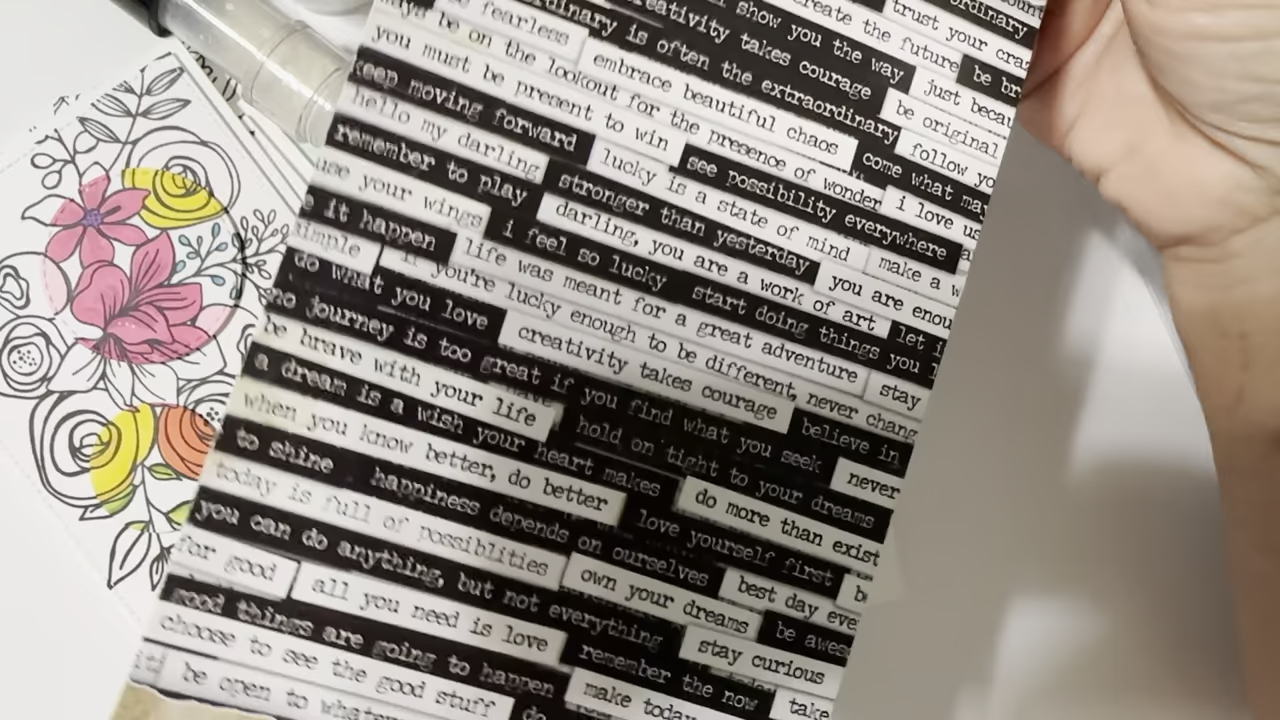 show you the way create the future trust your
fearless ordinary is often the extraordinary creativity takes courage just be
be on the lookout for the presence of wonder embrace beautiful chaos be original
you must be present to win come what may follow
keep moving forward see possibility everywhere i love
hello my darling lucky is a state of mind make a
remember to play stronger than yesterday you are
use your wings darling, you are a work of art let
it happen i feel so lucky start doing things you
simple life was meant for a great adventure stay
do what you love if you're lucky enough to be different, never
journey is too great if you find what you seek creativity takes courage believe in
be brave with your life hold on tight to your dreams never
a dream is a wish your heart makes do more than exist
when you know better, do better love yourself first
to shine happiness depends on ourselves best day
today is full of possiblities own your dreams be
you can do anything, but not everything stay curious
for good all you need is love remember the now take
good things are going to happen make today
choose to see the good stuff do
be open to